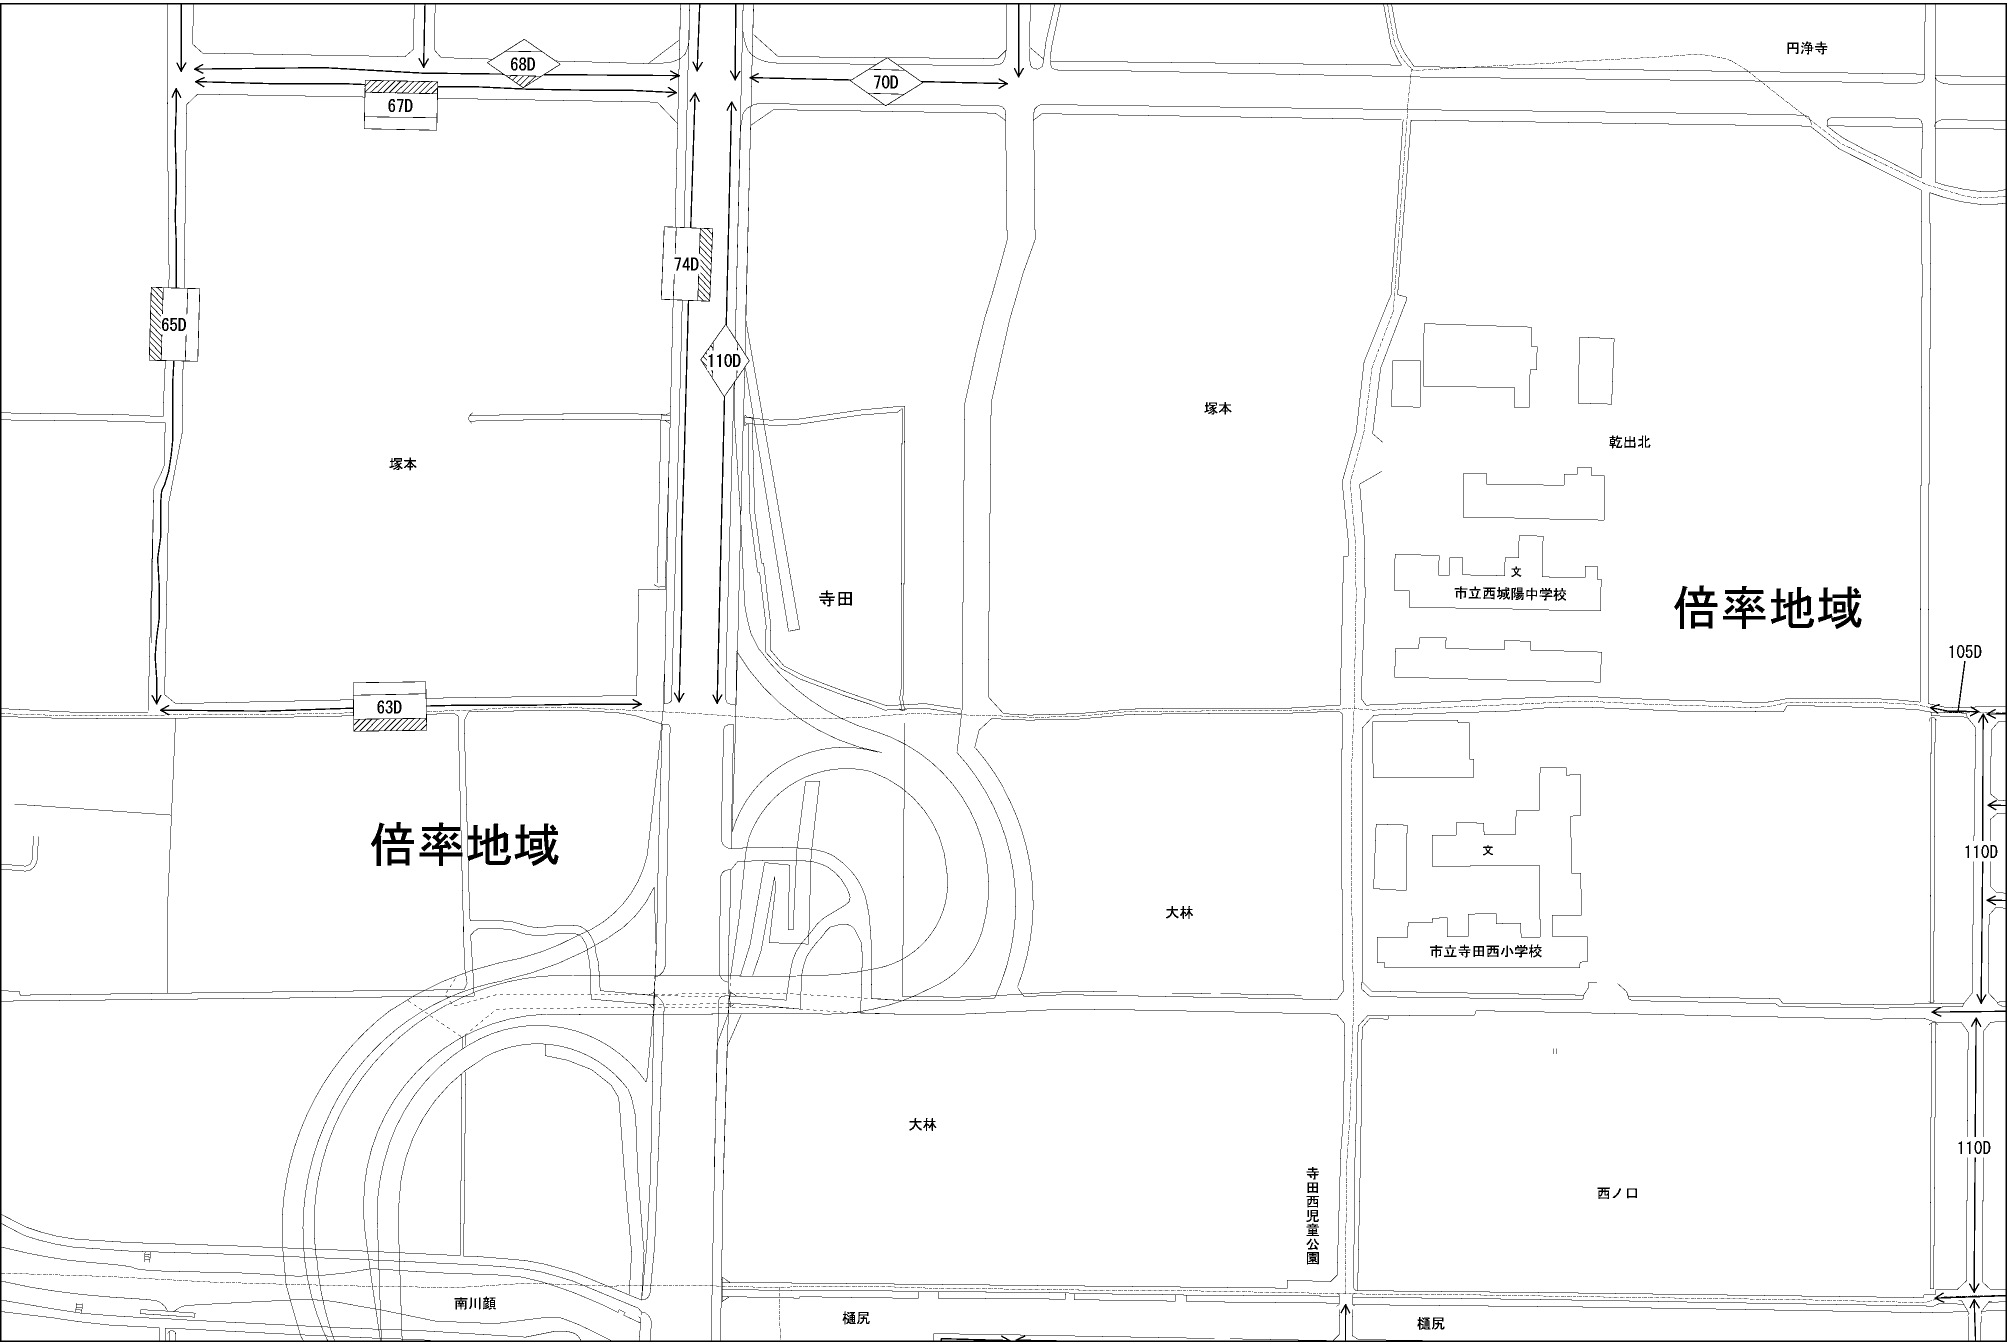 円浄寺
68D
70D
67D
74D
65D
110D
塚本
乾出北
塚本
文
市立西城陽中学校
寺田
倍率地域
105D
63D
倍率地域
文
110D
大林
市立寺田西小学校
大林
110D
寺田西児童公園
西ノ口
南川顔
樋尻
樋尻